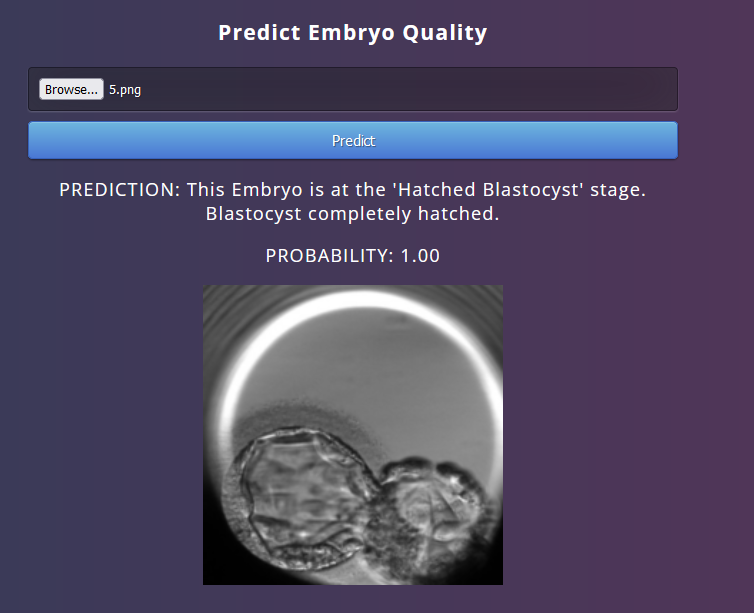 Predict Embryo Quality
Browse... 5.png
Predict
PREDICTION: This Embryo is at the 'Hatched Blastocyst' stage.
Blastocyst completely hatched.
PROBABILITY: 1.00